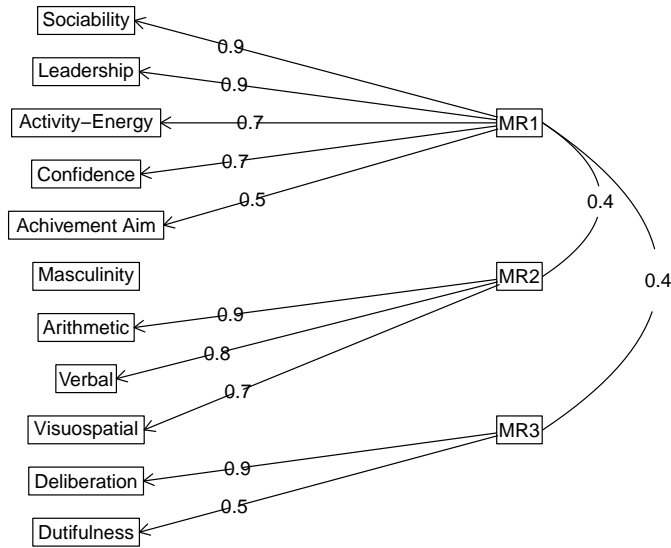 Sociability
0.9
Leadership
0.9
Activity−Energy
0.7
MR1
Confidence
0.7
0.4
Achivement Aim
0.5
Masculinity
MR2
0.4
Arithmetic
0.9
Verbal
0.8
Visuospatial
0.7
MR3
Deliberation
0.9
Dutifulness
0.5